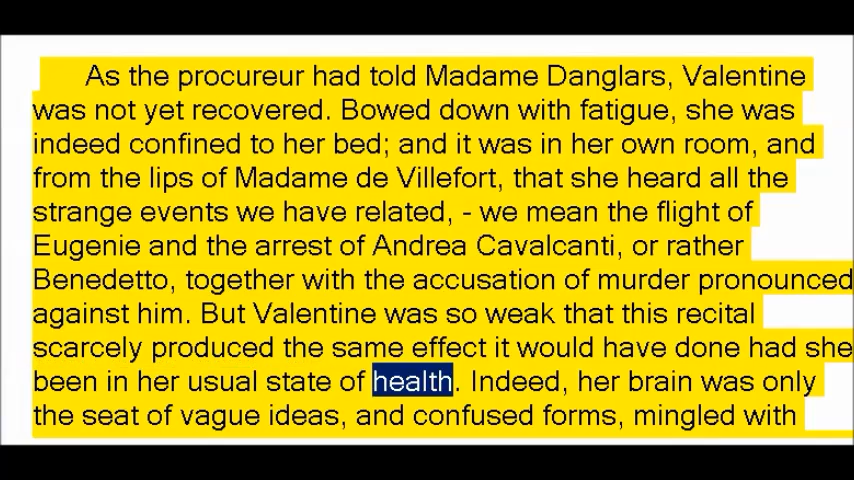 As the procureur had told Madame Danglars, Valentine
was not yet recovered. Bowed down with fatigue, she was
indeed confined to her bed; and it was in her own room, and
from the lips of Madame de Villefort, that she heard all the
strange events we have related, - we mean the flight of
Eugenie and the arrest of Andrea Cavalcanti, or rather
Benedetto, together with the accusation of murder pronounced
against him. But Valentine was so weak that this recital
scarcely produced the same effect it would have done had she
been in her usual state of health. Indeed, her brain was only
the seat of vague ideas, and confused forms, mingled with